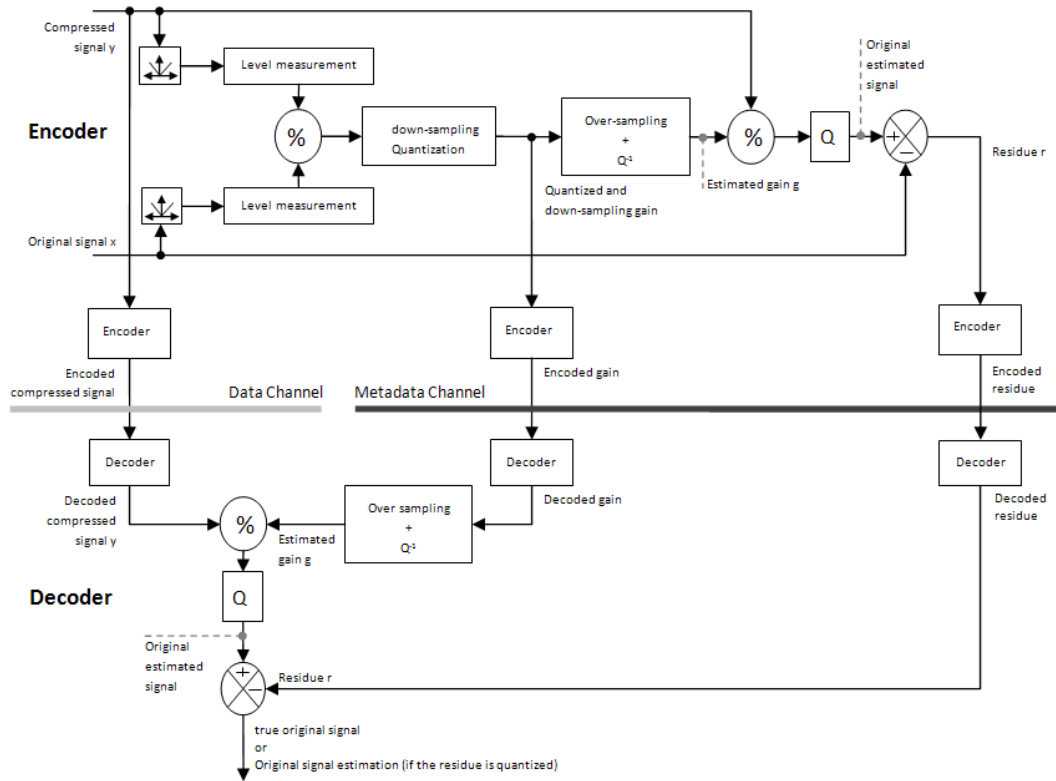 Compressed
signal y
Level measurement
Original
estimated
signal
Encoder
%
down-sampling
Quantization
Over-sampling
+
Q-1
%
Q
+
−
Residue r
Level measurement
Quantized and
down-sampling gain
Estimated gain g
Original signal x
Encoder
Encoder
Encoder
Encoded
compressed signal
Encoded gain
Encoded
residue
Data Channel
Metadata Channel
Decoder
Decoder
Decoder
Decoded
compressed
signal y
Decoded gain
Decoded
residue
%
Over sampling
+
Q-1
Estimated
gain g
Decoder
Q
Original
estimated
signal
+
−
Residue r
true original signal
or
Original signal estimation (if the residue is quantized)